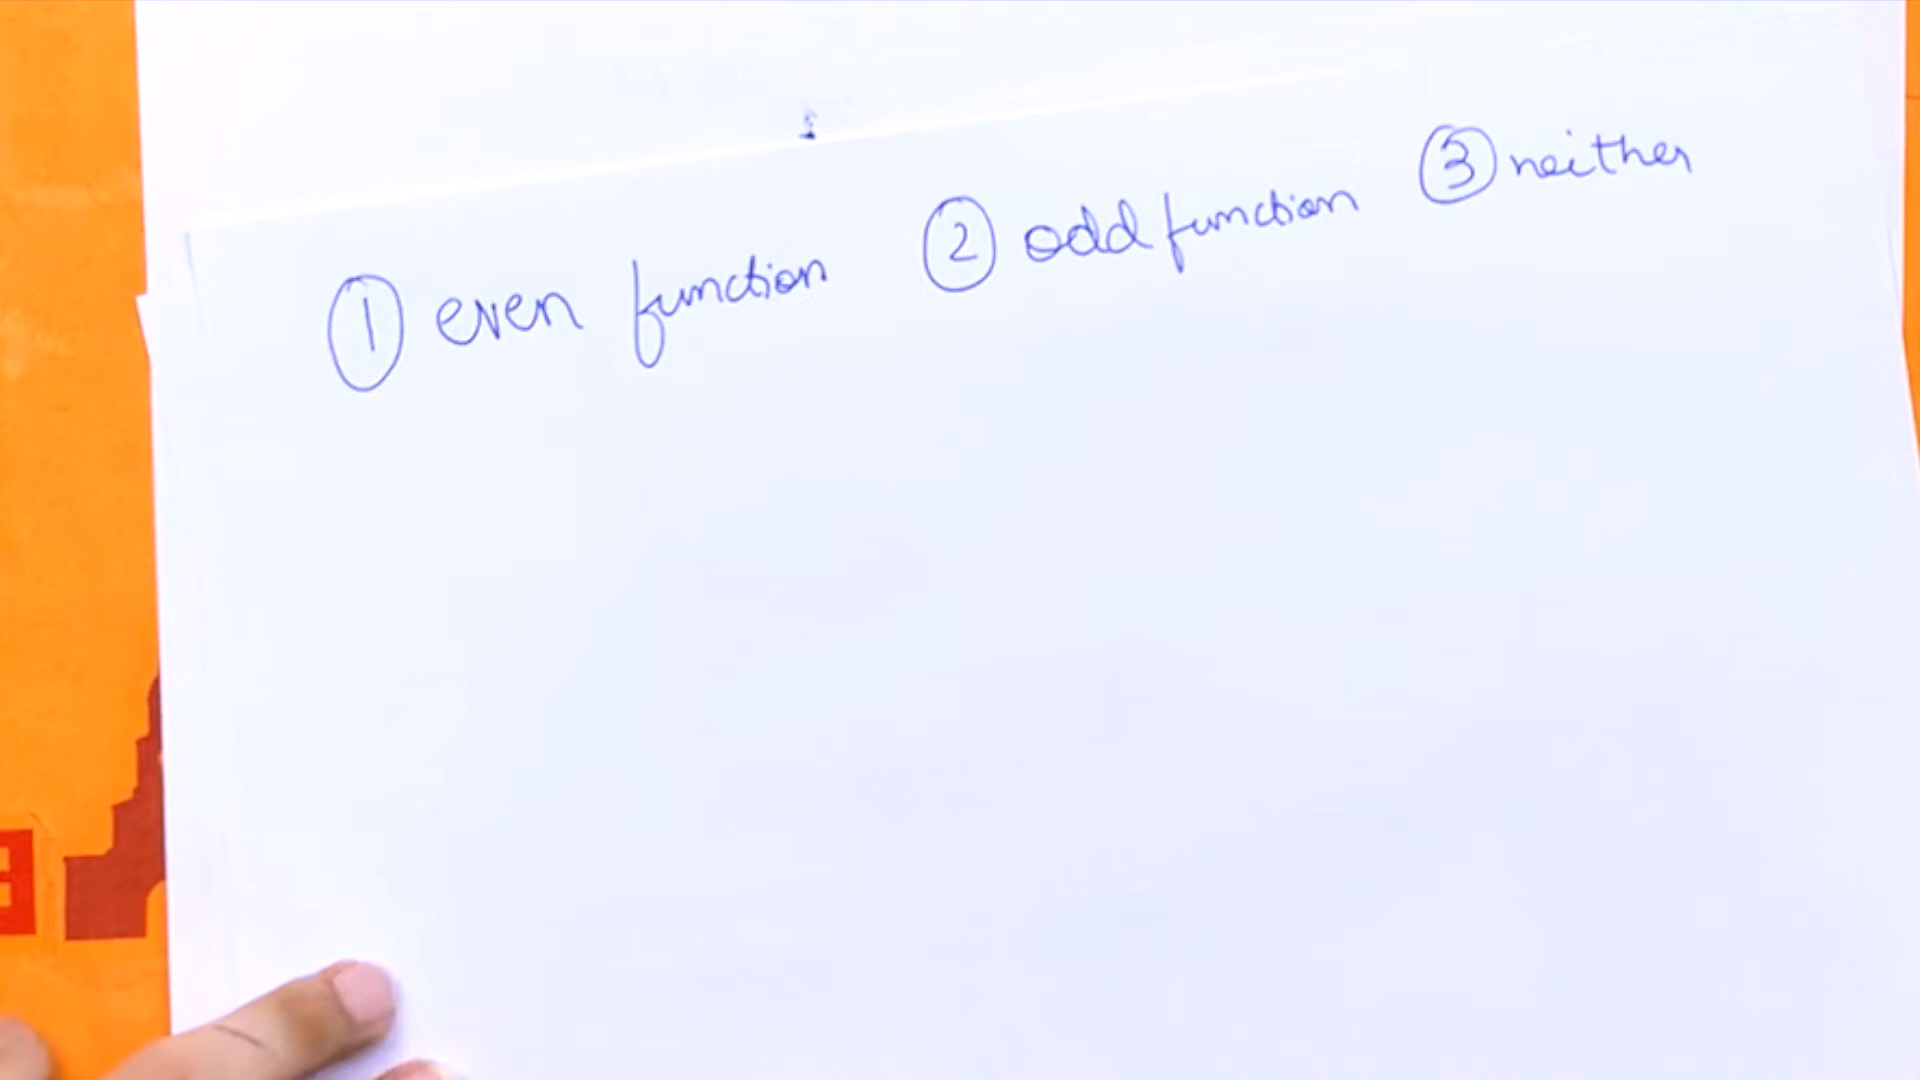 ① even function ② odd function ③ neither